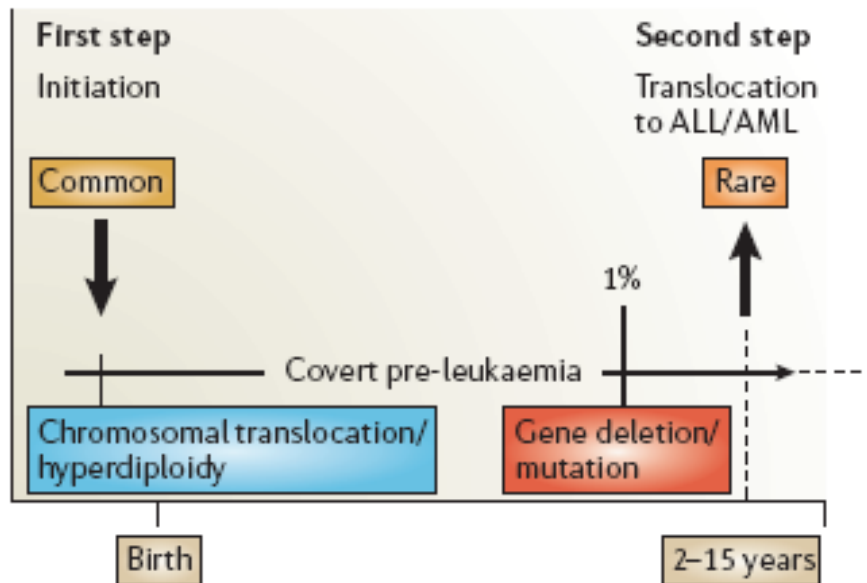 First step
Initiation
Second step
Translocation
to ALL/AML
Common
Rare
1%
Covert pre-leukaemia
Chromosomal translocation/
hyperdiploidy
Gene deletion/
mutation
Birth
2–15 years